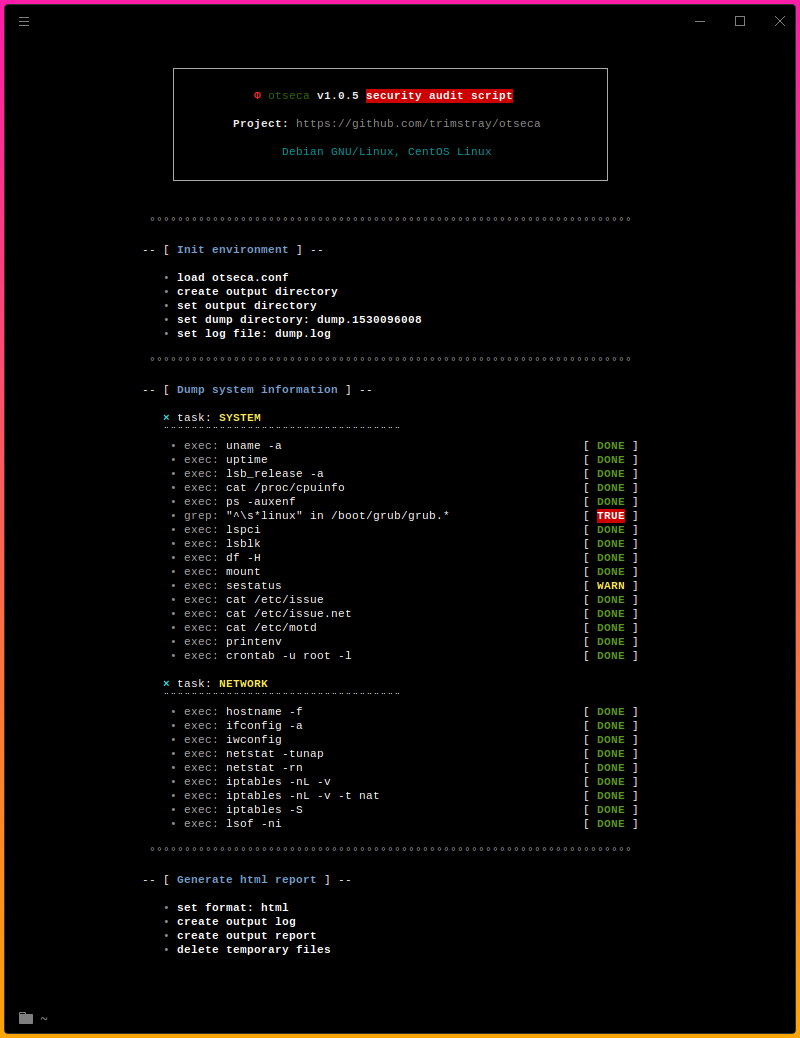 Φ otseca v1.0.5 security audit script
Project: https://github.com/trimstray/otseca
Debian GNU/Linux, CentOS Linux
-- [ Init environment ] --
• load otseca.conf
• create output directory
• set output directory
• set dump directory: dump.1530096008
• set log file: dump.log
-- [ Dump system information ] --
× task: SYSTEM
• exec: uname -a [ DONE ]
• exec: uptime [ DONE ]
• exec: lsb_release -a [ DONE ]
• exec: cat /proc/cpuinfo [ DONE ]
• exec: ps -auxenf [ DONE ]
• grep: "^\s*linux" in /boot/grub/grub.* [ TRUE ]
• exec: lspci [ DONE ]
• exec: lsblk [ DONE ]
• exec: df -H [ DONE ]
• exec: mount [ DONE ]
• exec: sestatus [ WARN ]
• exec: cat /etc/issue [ DONE ]
• exec: cat /etc/issue.net [ DONE ]
• exec: cat /etc/motd [ DONE ]
• exec: printenv [ DONE ]
• exec: crontab -u root -l [ DONE ]
× task: NETWORK
• exec: hostname -f [ DONE ]
• exec: ifconfig -a [ DONE ]
• exec: iwconfig [ DONE ]
• exec: netstat -tunap [ DONE ]
• exec: netstat -rn [ DONE ]
• exec: iptables -nL -v [ DONE ]
• exec: iptables -nL -v -t nat [ DONE ]
• exec: iptables -S [ DONE ]
• exec: lsof -ni [ DONE ]
-- [ Generate html report ] --
• set format: html
• create output log
• create output report
• delete temporary files
~